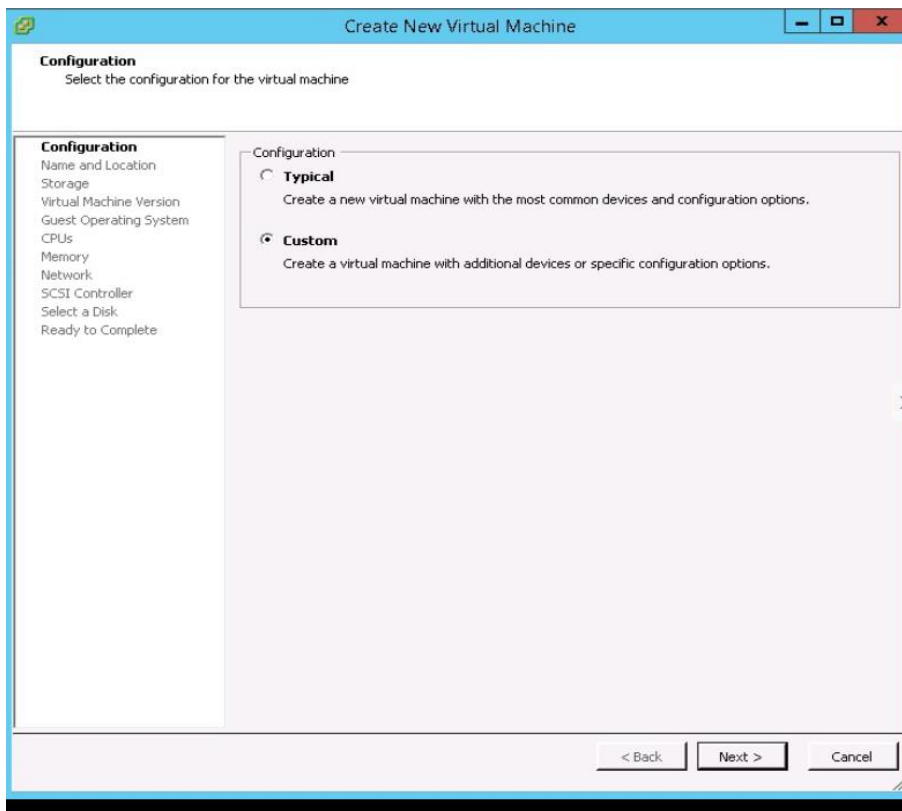 Create New Virtual Machine
Configuration
Select the configuration for the virtual machine
Configuration
Name and Location
Storage
Virtual Machine Version
Guest Operating System
CPUs
Memory
Network
SCSI Controller
Select a Disk
Ready to Complete
Configuration
Typical
Create a new virtual machine with the most common devices and configuration options.
Custom
Create a virtual machine with additional devices or specific configuration options.
< Back
Next >
Cancel